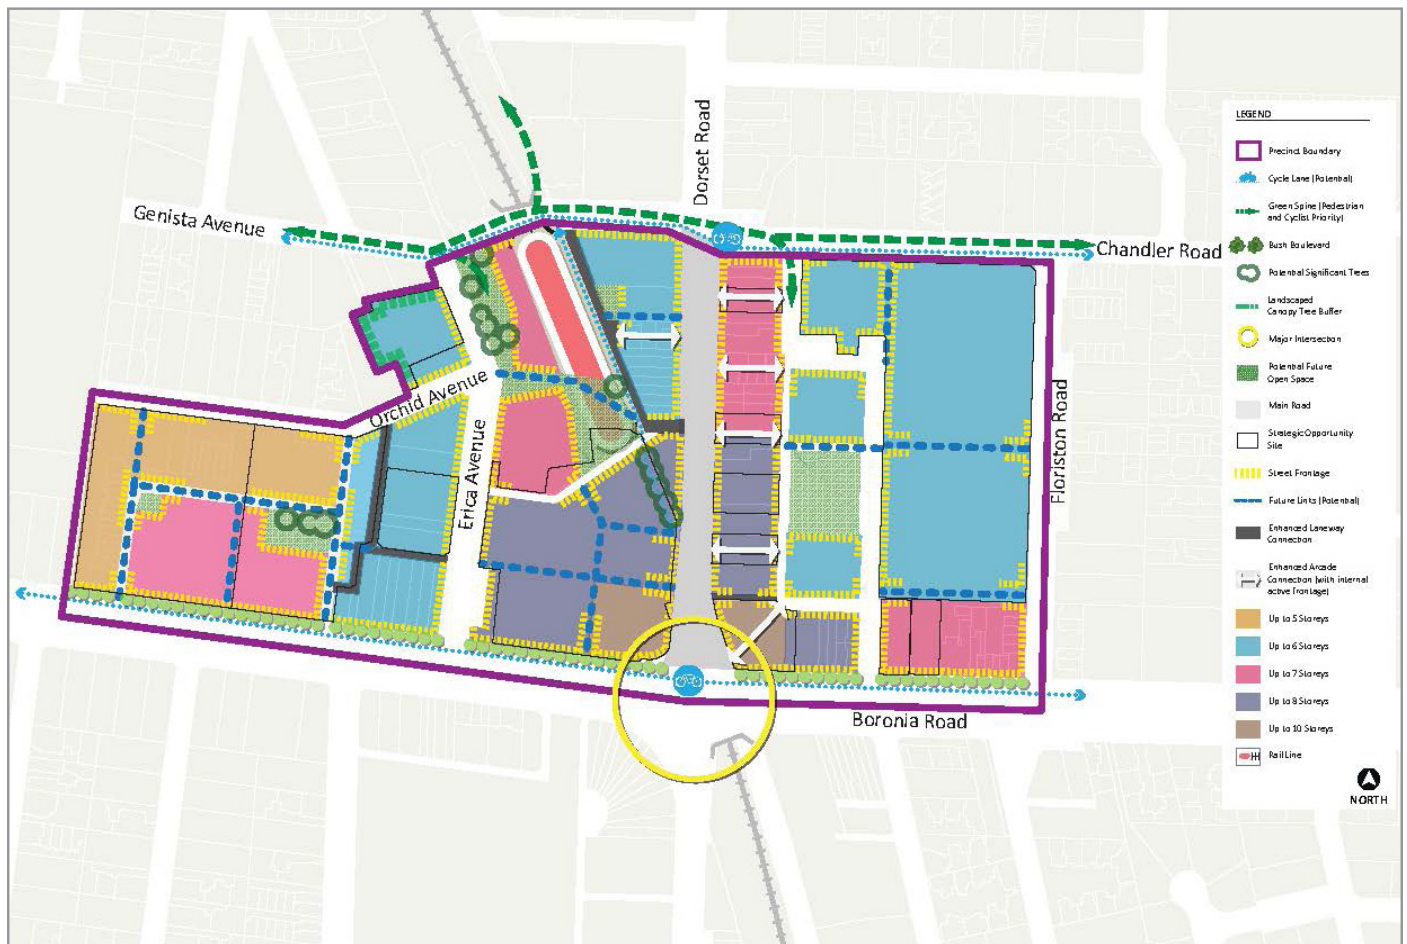 Dorset Road
Genista Avenue
Chandler Road
Orchid Avenue
Erica Avenue
Floriston Road
Boronia Road
LEGEND
Precinct Boundary
Cycle Lane (Potential)
Green Spine (Pedestrian
and Cyclist Priority)
Bush Boulevard
Potential Significant Trees
Landscaped
Canopy Tree Buffer
Major Intersection
Potential Future
Open Space
Main Road
Strategic Opportunity
Site
Street Frontage
Future Links (Potential)
Enhanced Laneway
Connection
Enhanced Arcade
Connection (with internal
active frontage)
Up to 5 Storeys
Up to 6 Storeys
Up to 7 Storeys
Up to 8 Storeys
Up to 10 Storeys
Rail Line
NORTH